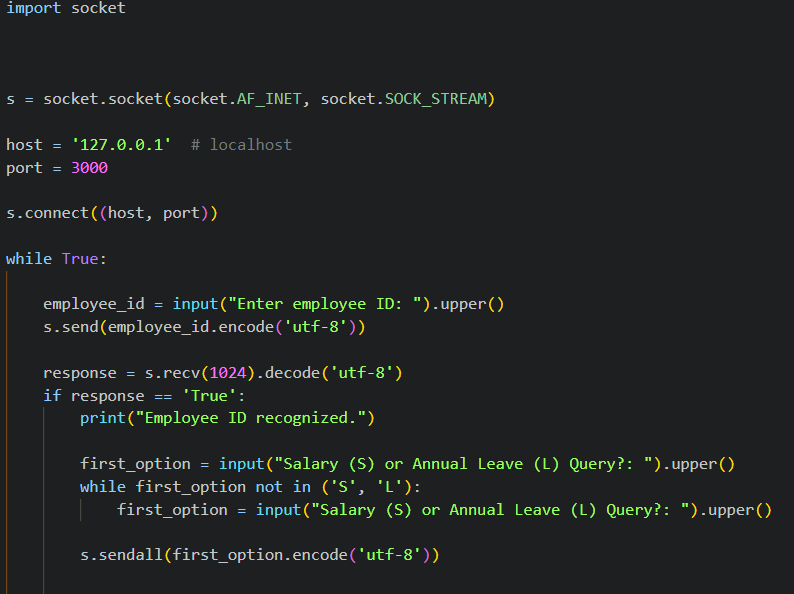 import socket
s = socket.socket(socket.AF_INET, socket.SOCK_STREAM)
host = '127.0.0.1'  # localhost
port = 3000
s.connect((host, port))
while True:
    employee_id = input("Enter employee ID: ").upper()
    s.send(employee_id.encode('utf-8'))
    response = s.recv(1024).decode('utf-8')
    if response == 'True':
        print("Employee ID recognized.")
        first_option = input("Salary (S) or Annual Leave (L) Query?: ").upper()
        while first_option not in ('S', 'L'):
            first_option = input("Salary (S) or Annual Leave (L) Query?: ").upper()
        s.sendall(first_option.encode('utf-8'))